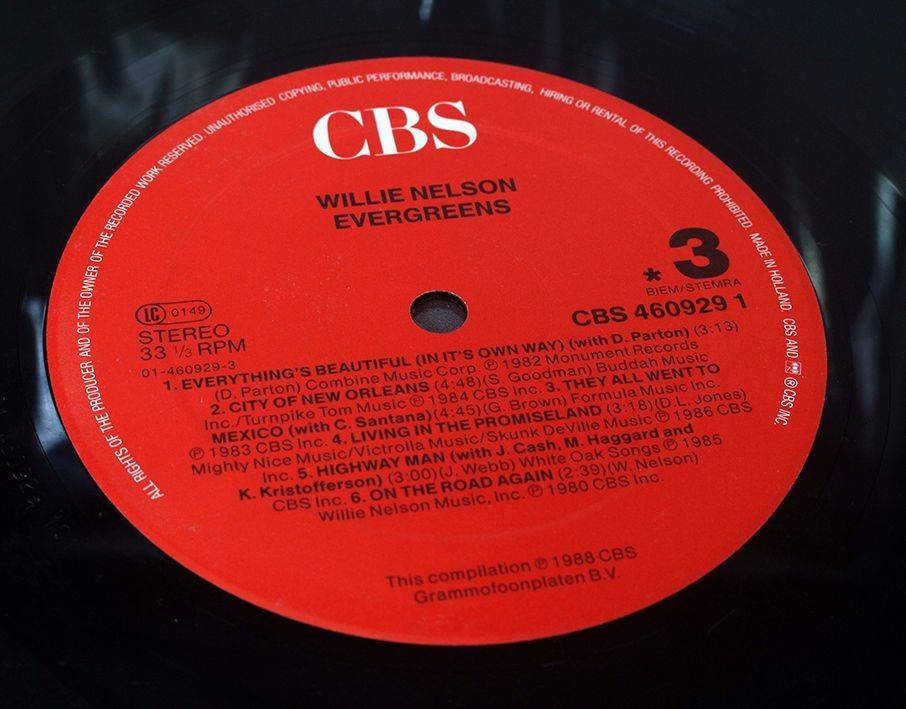 ALL RIGHTS OF THE PRODUCER AND OF THE OWNER OF THE RECORDED WORK RESERVED. UNAUTHORISED COPYING, PUBLIC PERFORMANCE, BROADCASTING, HIRING OR RENTAL OF THIS RECORDING PROHIBITED. MADE IN HOLLAND. CBS AND ® CBS INC.
CBS
WILLIE NELSON
EVERGREENS
* 3
BIEM/STEMRA
CBS 460929 1
LC 0149
STEREO
33 1/3 RPM
01-460929-3
1. EVERYTHING'S BEAUTIFUL (IN IT'S OWN WAY) (with D. Parton) (3:13)
(D. Parton) Combine Music Corp. ℗ 1982 Monument Records
2. CITY OF NEW ORLEANS (4:48) (S. Goodman) Buddah Music
Inc./Turnpike Tom Music ℗ 1984 CBS Inc. 3. THEY ALL WENT TO
MEXICO (with C. Santana) (4:45) (G. Brown) Formula Music Inc.
℗ 1983 CBS Inc. 4. LIVING IN THE PROMISELAND (3:18) (D.L. Jones)
Mighty Nice Music/Victrolla Music/Skunk DeVille Music ℗ 1986 CBS
Inc. 5. HIGHWAY MAN (with J. Cash, M. Haggard and
K. Kristofferson) (3:00) (J. Webb) White Oak Songs ℗ 1985
CBS Inc. 6. ON THE ROAD AGAIN (2:39) (W. Nelson)
Willie Nelson Music, Inc. ℗ 1980 CBS Inc.
This compilation ℗ 1988 CBS
Grammofoonplaten B.V.